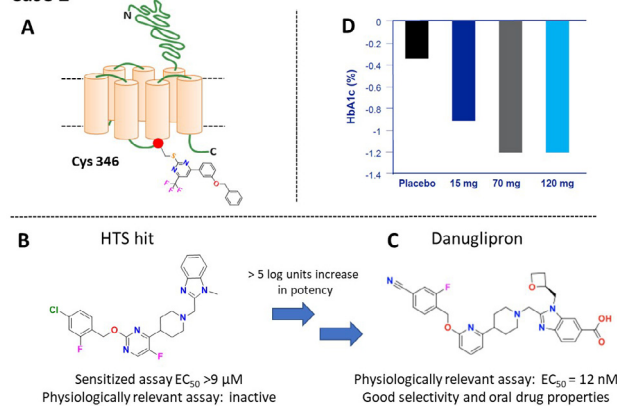 A
N
C
Cys 346
S
N
N
F
F
F
O
D
HbA1c (%)
0
-0.2
-0.4
-0.6
-0.8
-1
-1.2
-1.4
Placebo 15 mg 70 mg 120 mg
B HTS hit
Cl
F
O
N
N
F
N
N
N
> 5 log units increase
in potency
C Danuglipron
N
F
O
N
N
N
N
O
OH
O
Sensitized assay EC50 >9 µM
Physiologically relevant assay: inactive
Physiologically relevant assay: EC50 = 12 nM
Good selectivity and oral drug properties